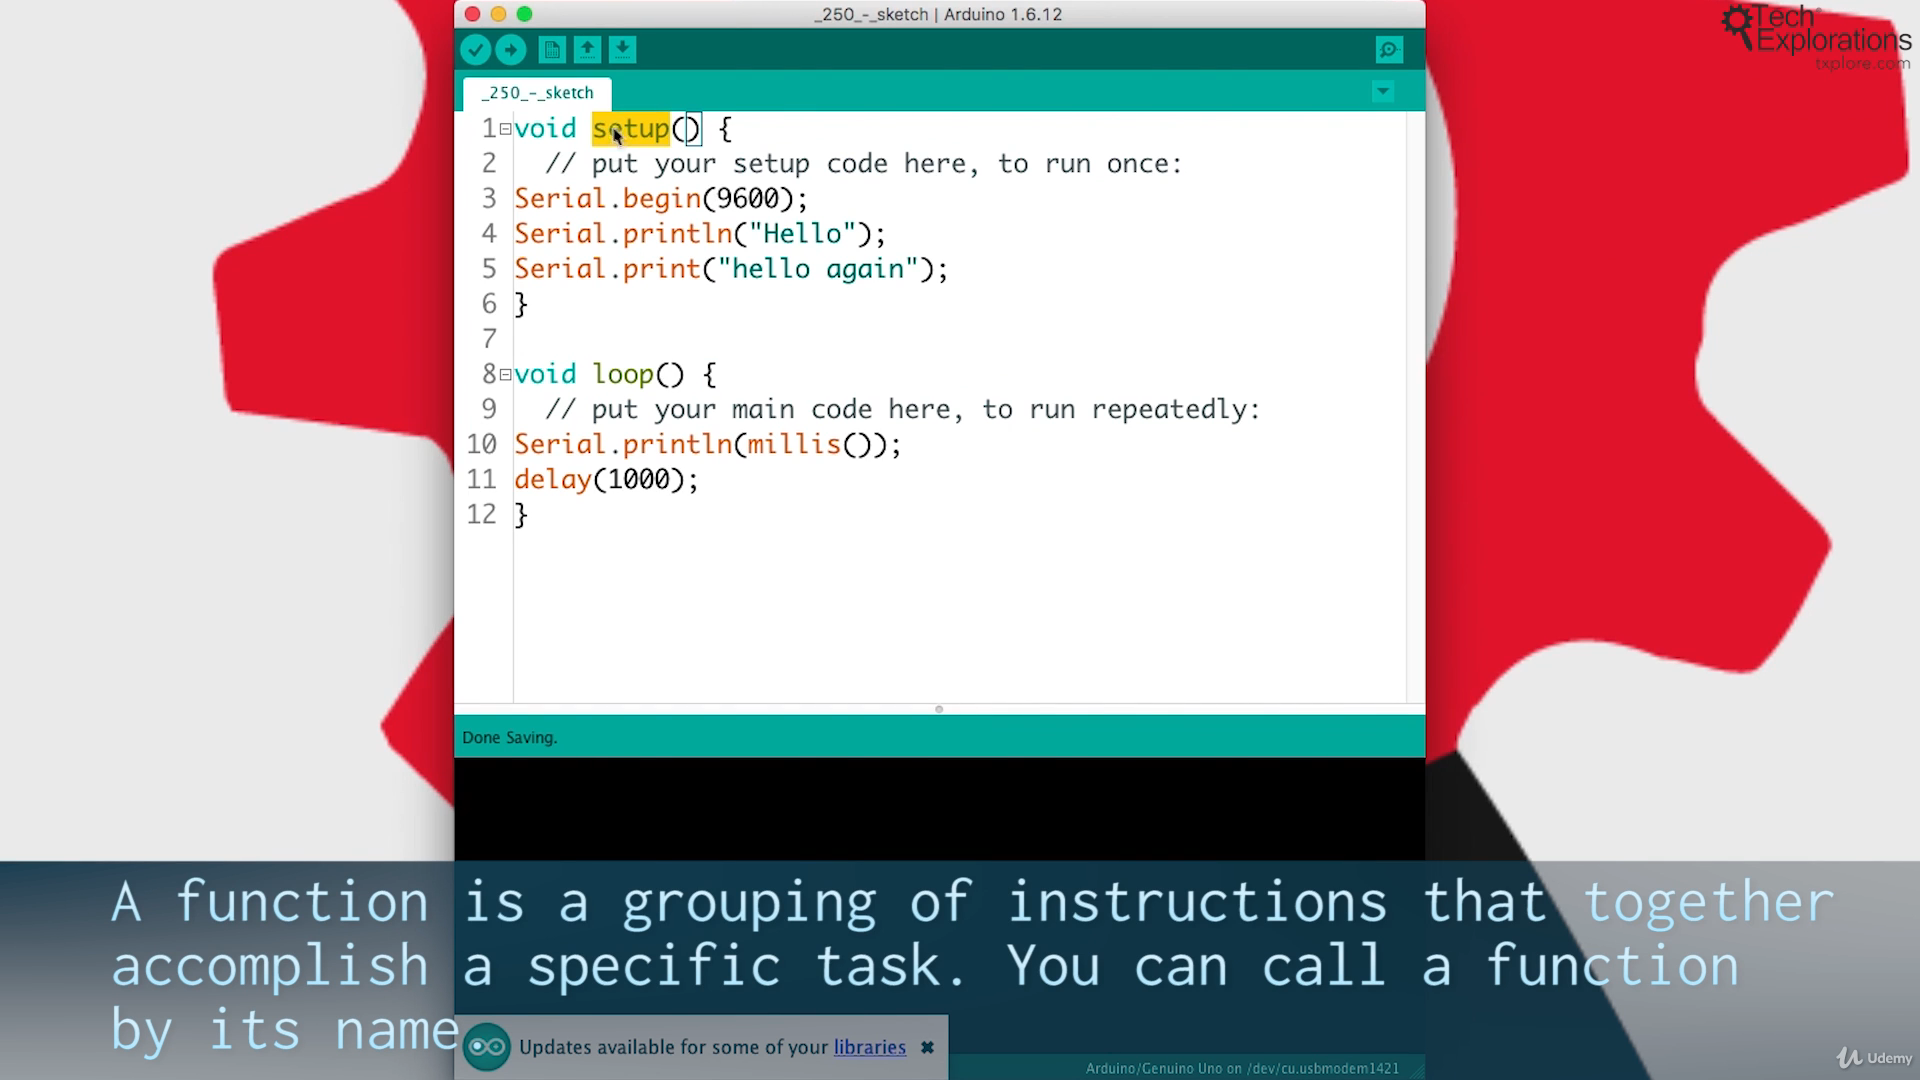 _250_-_sketch | Arduino 1.6.12
Tech
Explorations
txplore.com
_250_-_sketch
1 void setup() {
2 // put your setup code here, to run once:
3 Serial.begin(9600);
4 Serial.println("Hello");
5 Serial.print("hello again");
6 }
7
8 void loop() {
9 // put your main code here, to run repeatedly:
10 Serial.println(millis());
11 delay(1000);
12 }
Done Saving.
A function is a grouping of instructions that together
accomplish a specific task. You can call a function
by its name
Updates available for some of your libraries
Arduino/Genuino Uno on /dev/cu.usbmodem1421
Udemy